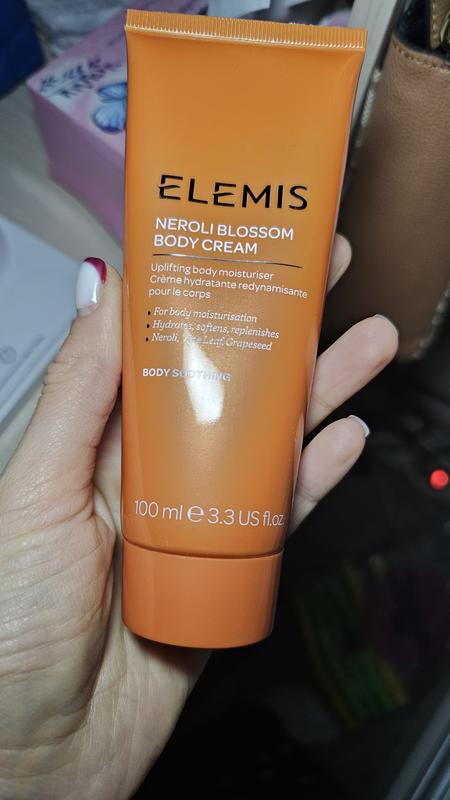 ELEMIS
NEROLI BLOSSOM
BODY CREAM
Uplifting body moisturiser
Crème hydratante redynamisante
pour le corps
• For body moisturisation
• Hydrates, softens, replenishes
• Neroli, Leaf, Grapeseed
BODY SOOTHING
100 ml e 3.3 US fl.oz